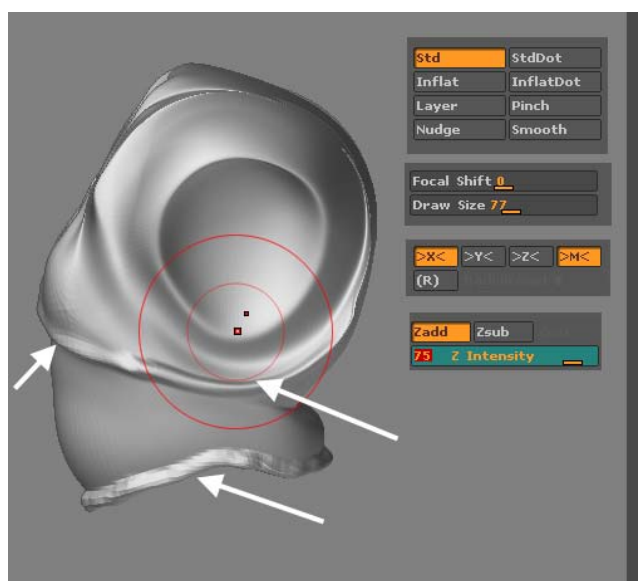 Std StdDot
Inflat InflatDot
Layer Pinch
Nudge Smooth
Focal Shift 0
Draw Size 77
>X< >Y< >Z< >M<
(R)
Zadd Zsub
75 Z Intensity